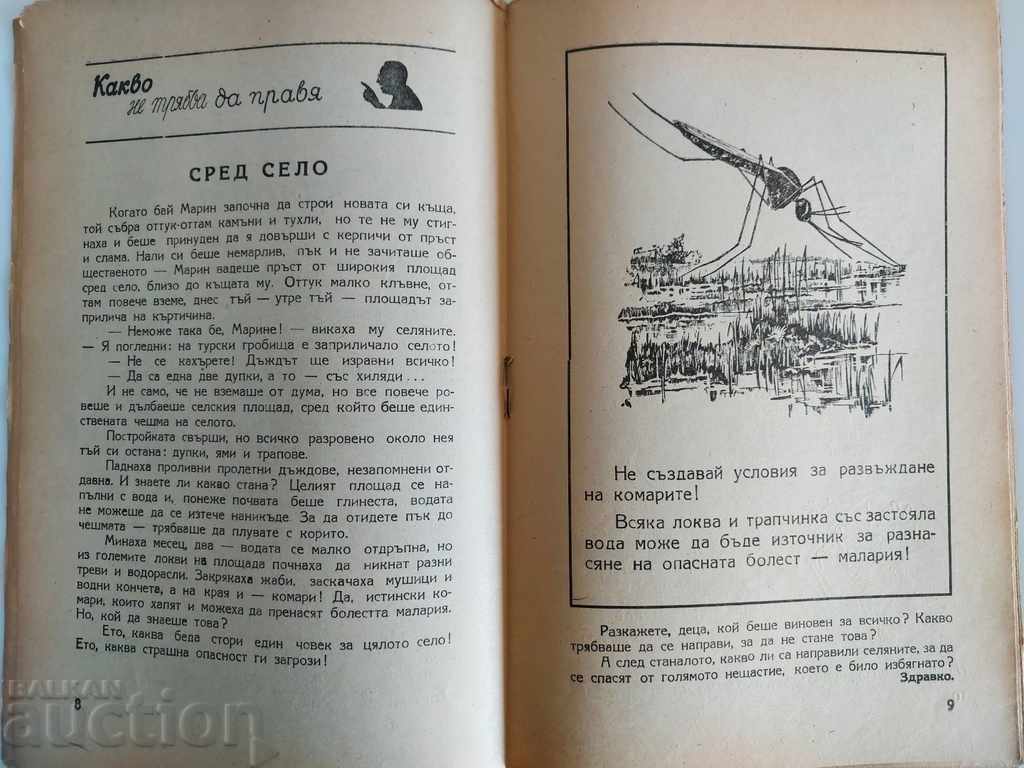 Какво
не трябва да правя
СРЕД СЕЛО
Когато бай Марин започна да строи новата си къща,
той събра оттук-оттам камъни и тухли, но те не му стиг-
наха и беше принуден да я довърши с керпичи от пръст
и слама. Нали си беше немарлив, пък и не зачиташе об-
щественото — Марин вадеше пръст от широкия площад
сред село, близо до къщата му. Оттук малко клъвне, от-
там повече вземе, днес тъй — утре тъй — площадът за-
прилича на къртичина.
— Неможе така бе, Марине! — викаха му селяните.
— Я погледни: на турски гробища е заприличало селото!
— Не се кахърете! Дъждът ще изравни всичко!
— Да са една две дупки, а то — със хиляди...
И не само, че не вземаше от дума, но все повече ро-
веше и дълбаеше селския площад, сред който беше един-
ствената чешма на селото.
Постройката свърши, но всичко разровено около нея
тъй си остана: дупки, ями и трапове.
Паднаха проливни пролетни дъждове, незапомнени от-
давна. И знаете ли какво стана? Целият площад се на-
пълни с вода и, понеже почвата беше глинеста, водата
не можеше да се изтече наникъде. За да отидете пък до
чешмата — трябваше да плувате с корито.
Минаха месец, два — водата се малко отдръпна, но
из големите локви на площада почнаха да никнат разни
треви и водорасли. Закрякаха жаби, заскачаха мушици и
водни кончета, а на края и — комари! Да, истински ко-
мари, които хапят и можеха да пренасят болестта малария.
Но, кой да знаеше това?
Ето, каква беда стори един човек за цялото село!
Ето, каква страшна опасност ги загрози!
8
BALKAN
auction
Не създавай условия за развъждане
на комарите!
Всяка локва и трапчинка със застояла
вода може да бъде източник за разна-
сяне на опасната болест — малария!
Разкажете, деца, кой беше виновен за всичко? Какво
трябваше да се направи, за да не стане това?
А след станалото, какво ли са направили селяните, за да
се спасят от голямото нещастие, което е било избягнато?
Здравко.
9